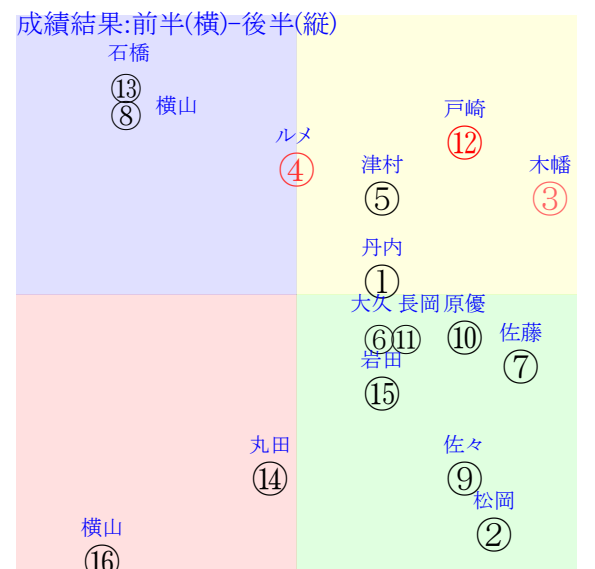 成績結果:前半(横)-後半(縦)
石橋
⑬
⑧ 横山
戸崎
⑫
ルメ
④
津村
⑤
木幡
③
丹内
①
大久 長岡 原優
⑥⑪ ⑩
佐藤
⑦
岩田
⑮
丸田
⑭
佐々
⑨
松岡
②
横山
⑯